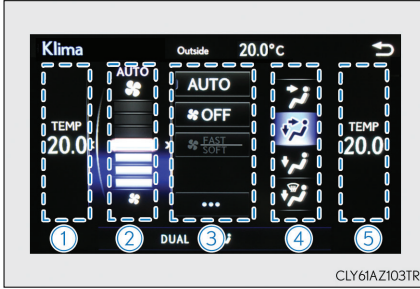 Klima Outside 20.0°c
AUTO
AUTO
TEMP
20.0
OFF
TEMP
20.0
FAST
SOFT
...
1 2 3 4 5
DUAL
CLY61AZ103TR